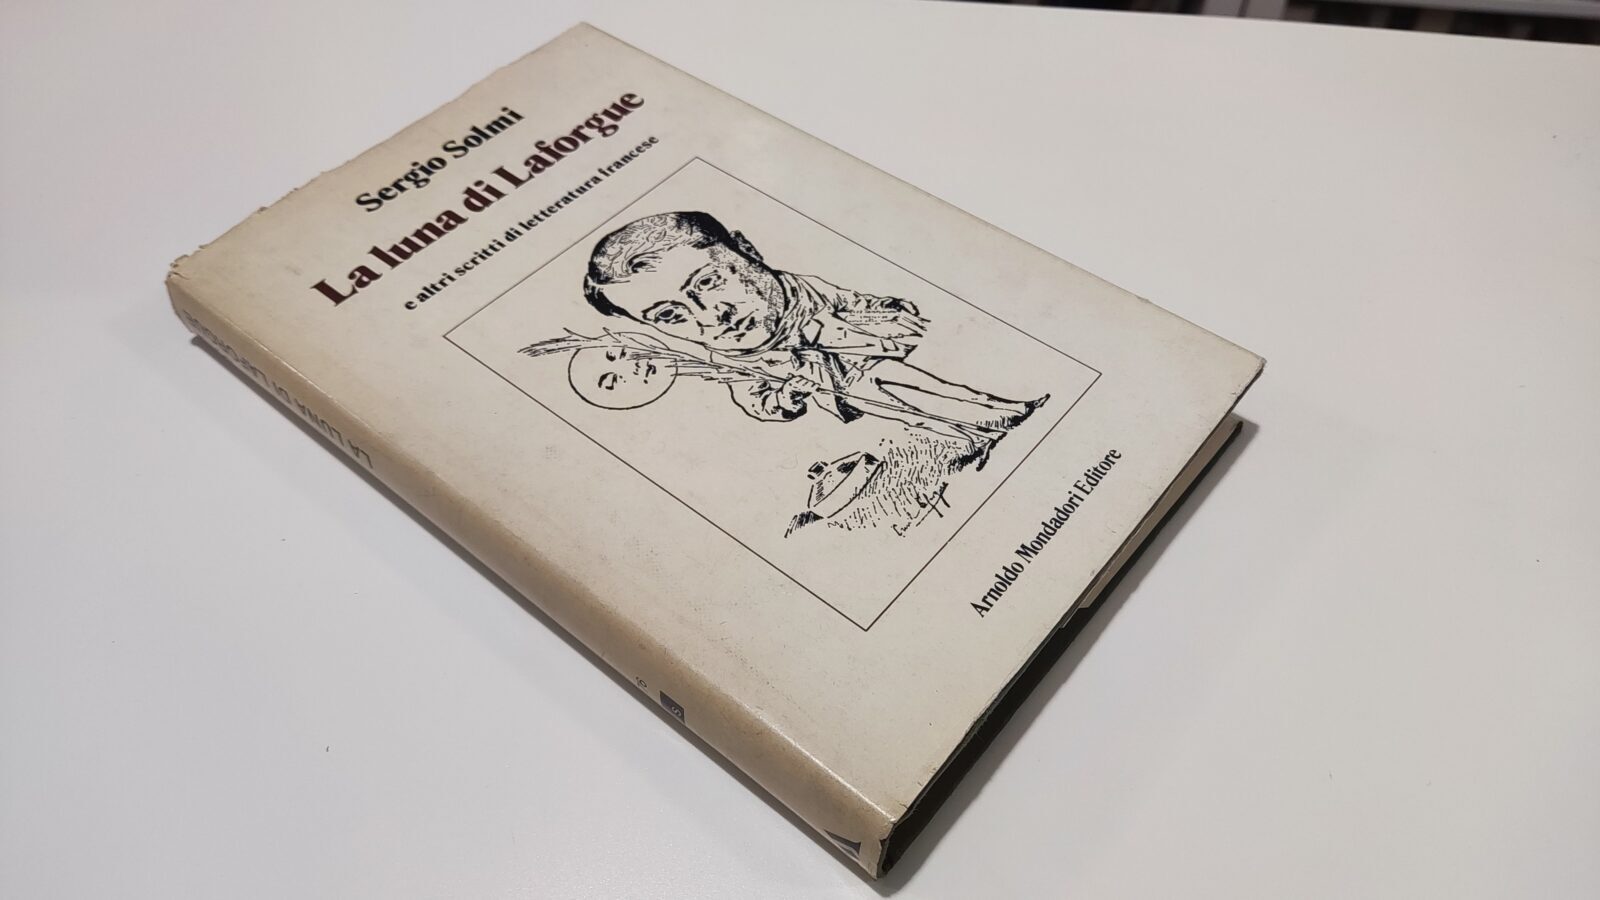 Sergio Solmi
La luna di Laforgue
e altri scritti di letteratura francese
Arnoldo Mondadori Editore
LA LUNA DI LAFORGUE
S